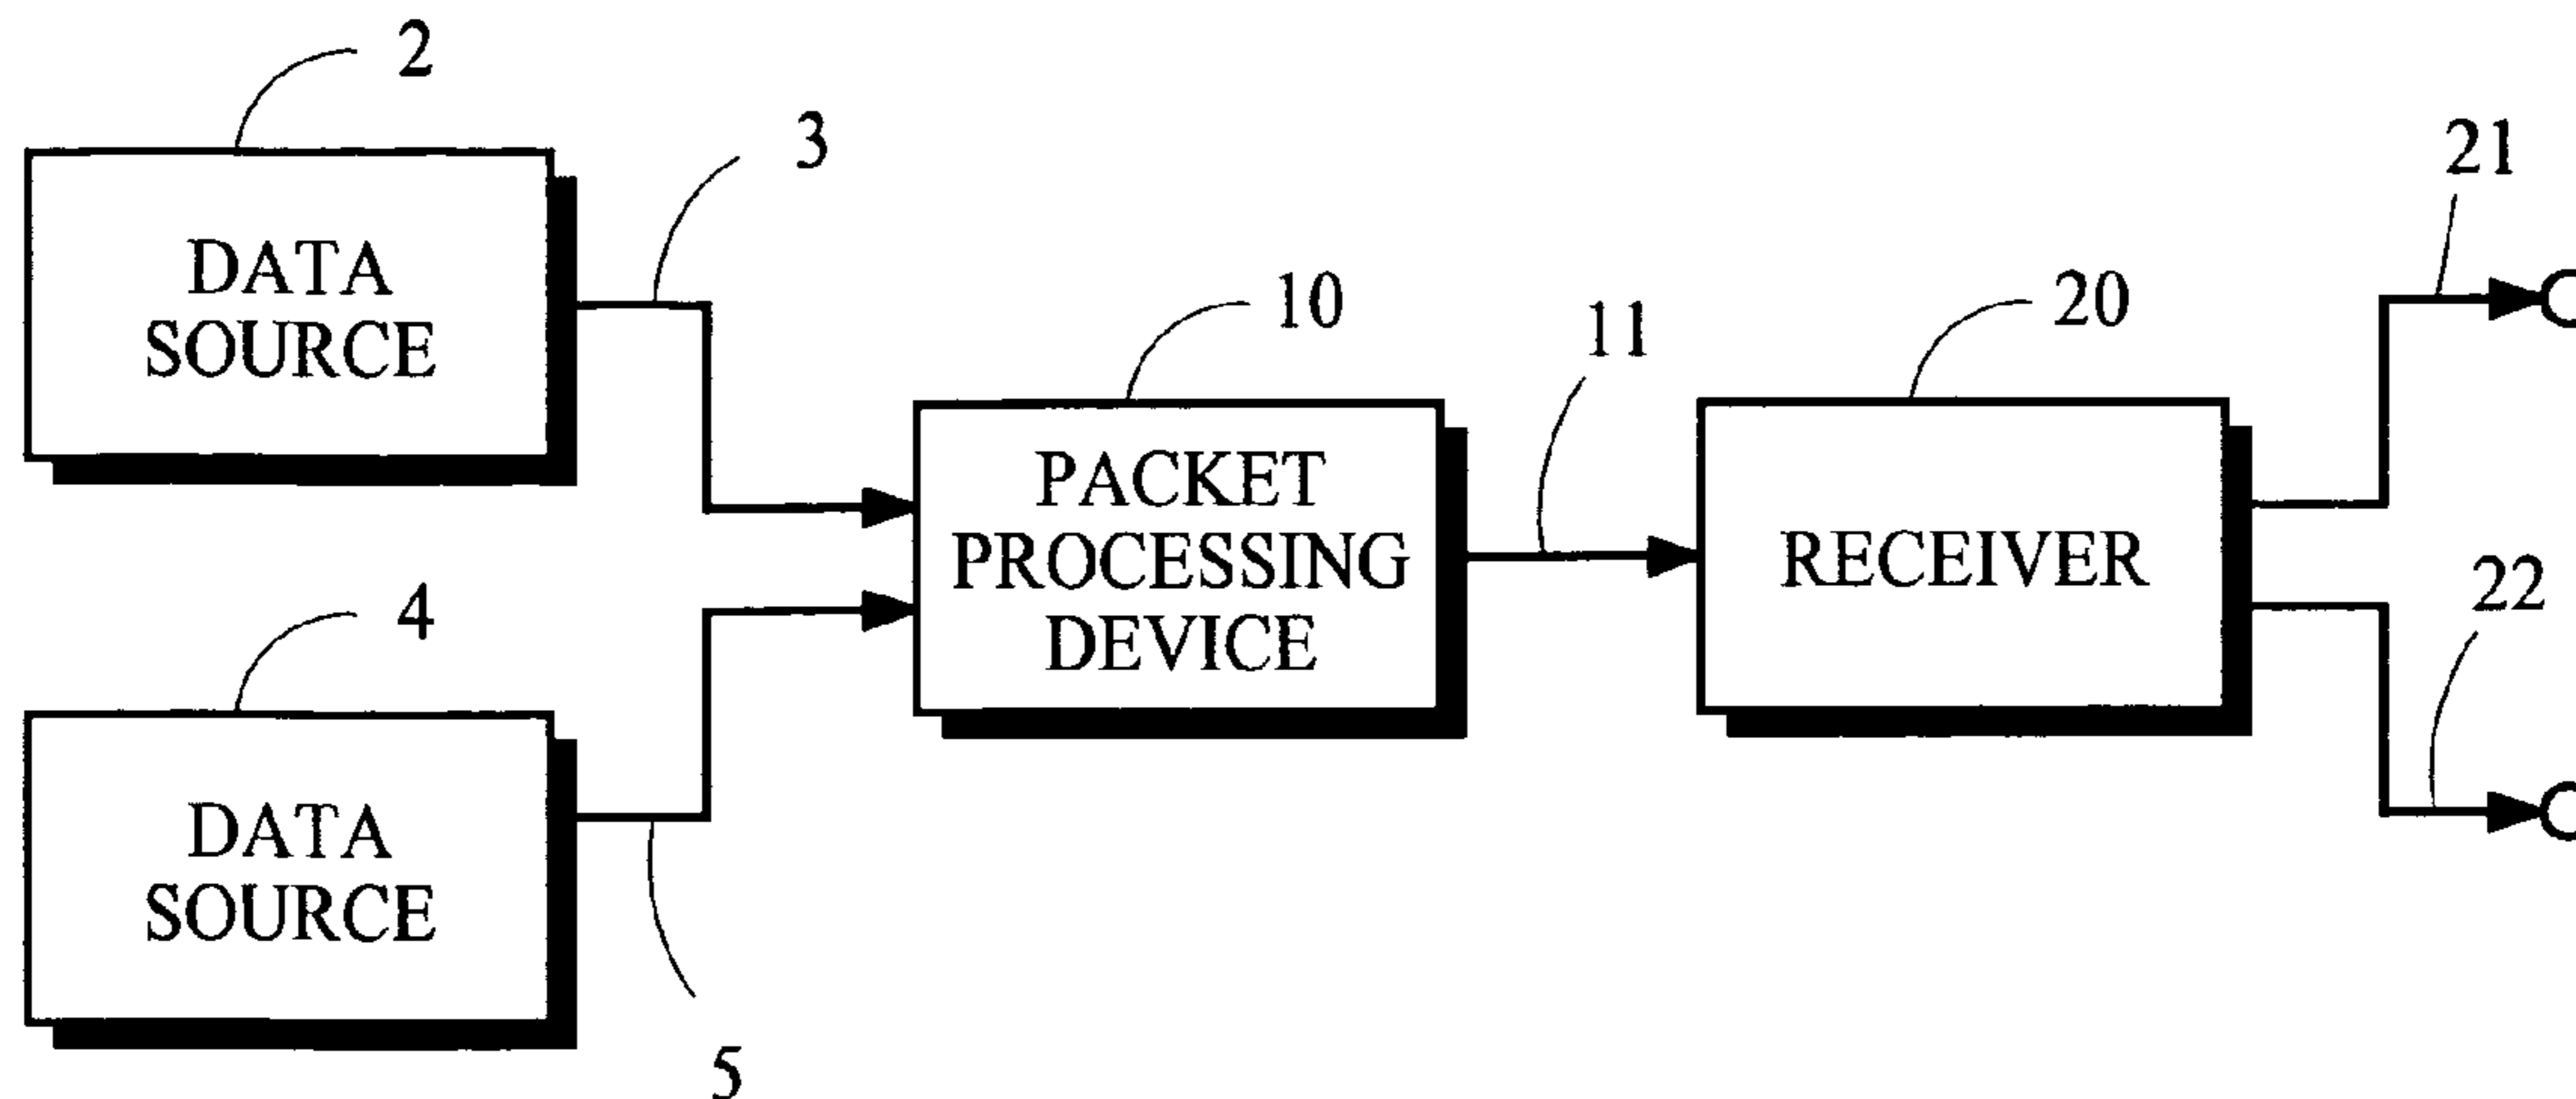 2
DATA
SOURCE
3
4
DATA
SOURCE
5
10
PACKET
PROCESSING
DEVICE
11
20
RECEIVER
21
22